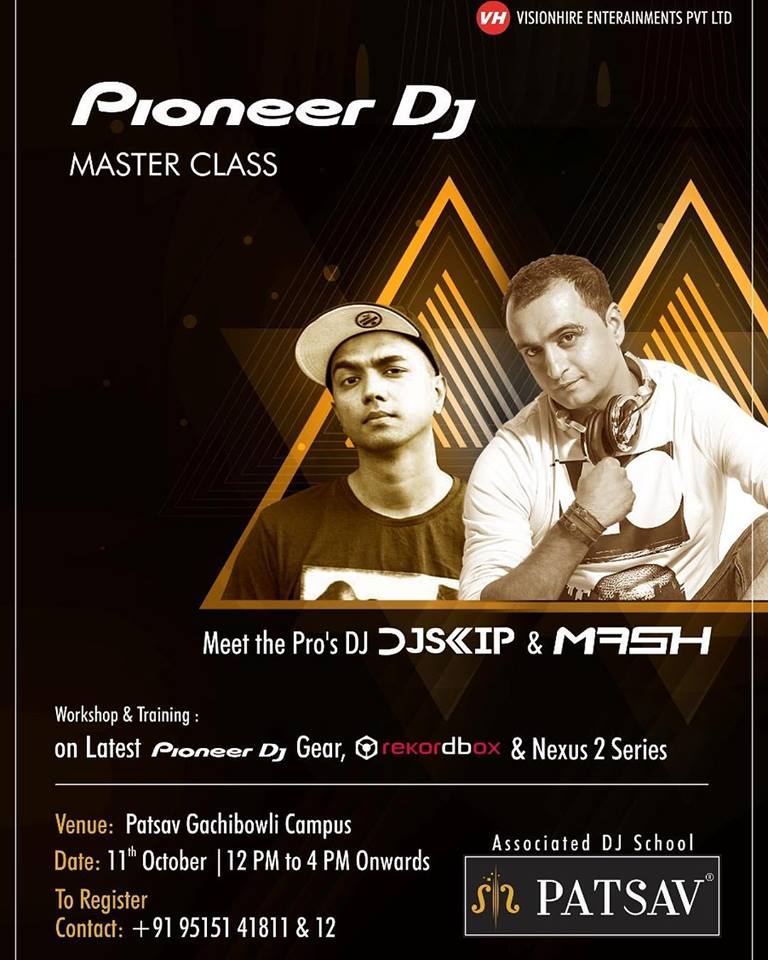 VH VISIONHIRE ENTERAINMENTS PVT LTD
Pioneer Dj
MASTER CLASS
Meet the Pro's DJ DJSKIP & MASH
Workshop & Training :
on Latest Pioneer Dj Gear, rekordbox & Nexus 2 Series
Venue: Patsav Gachibowli Campus
Date: 11th October | 12 PM to 4 PM Onwards
To Register
Contact: +91 95151 41811 & 12
Associated DJ School
PATSAV®